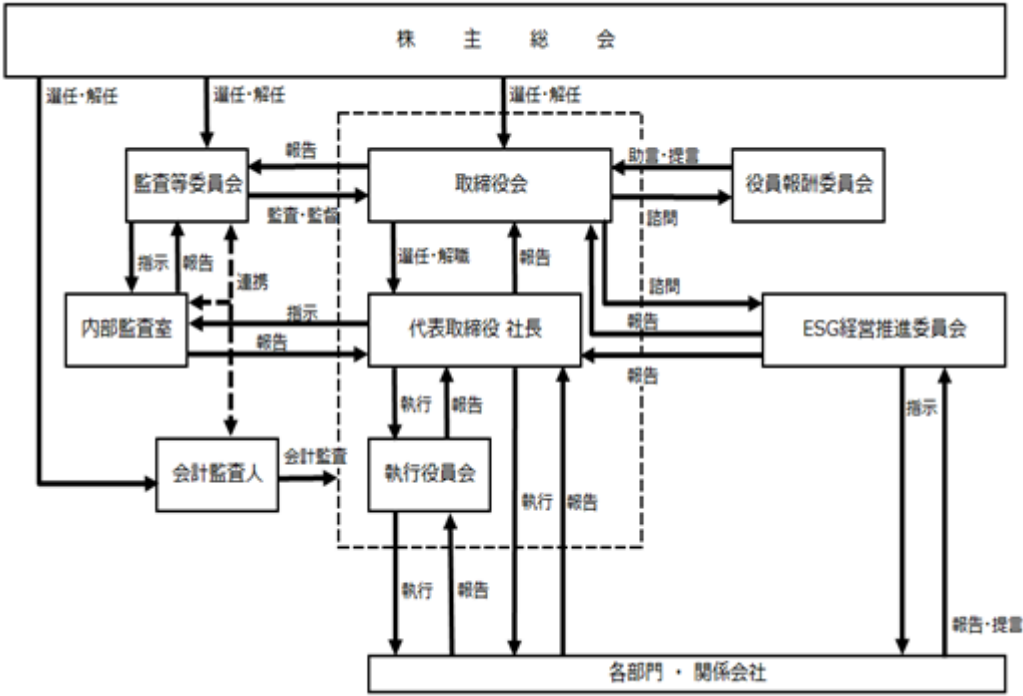 株 主 総 会
選任・解任
選任・解任
選任・解任
報告
助言・提言
監査等委員会
取締役会
役員報酬委員会
監査・監督
諮問
指示
報告
連携
選任・解職
報告
諮問
内部監査室
指示
代表取締役 社長
報告
ESG経営推進委員会
報告
報告
執行
報告
指示
会計監査人
会計監査
執行役員会
執行
報告
執行
報告
報告・提言
各部門 ・ 関係会社